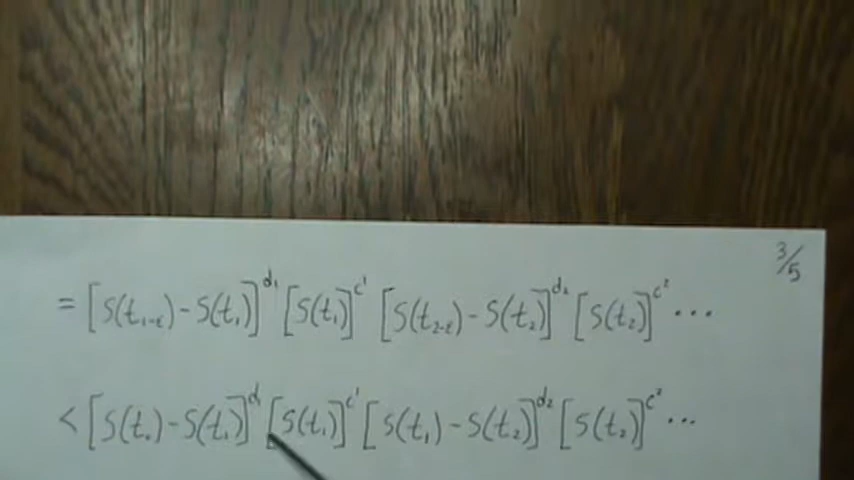 3/5
= [S(t₁₋ε) - S(t₁)]^d₁ [S(t₁)]^c¹ [S(t₂₋ε) - S(t₂)]^d₂ [S(t₂)]^c² ...
< [S(t₀) - S(t₁)]^d₁ [S(t₁)]^c¹ [S(t₁) - S(t₂)]^d₂ [S(t₂)]^c² ...